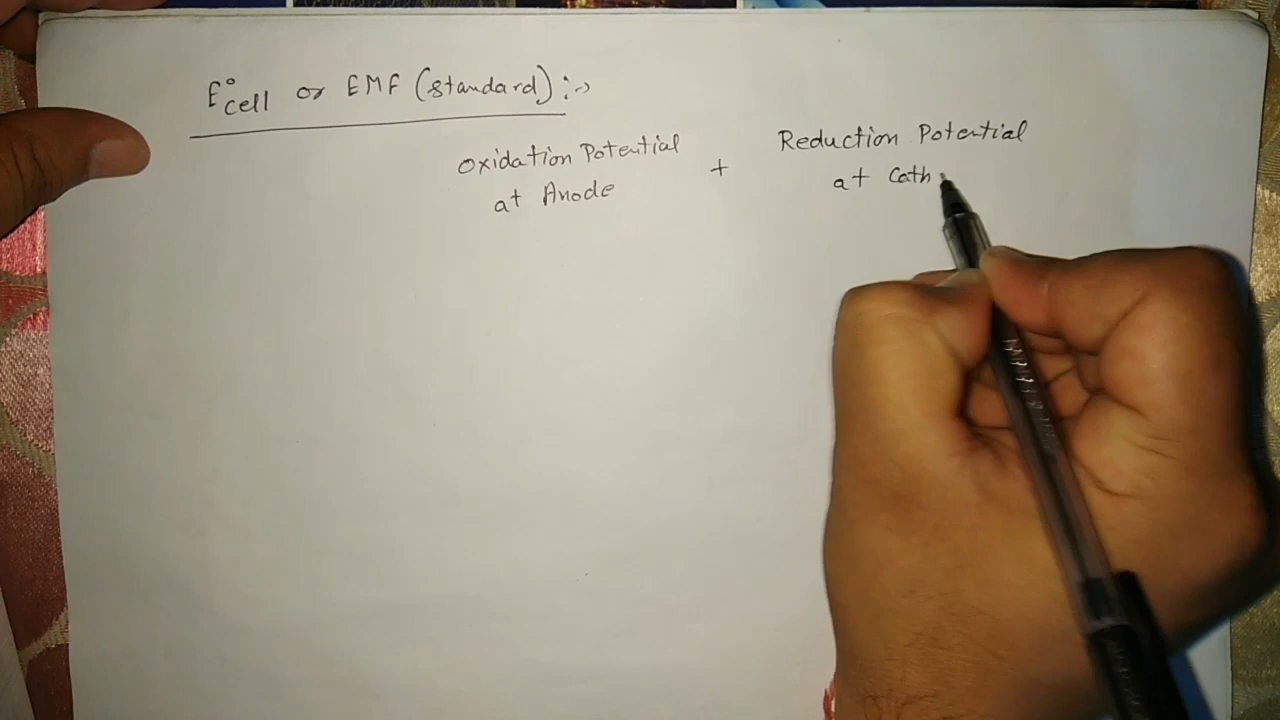 E°cell or EMF (standard) :->
Oxidation Potential + Reduction Potential
at Anode at Cath